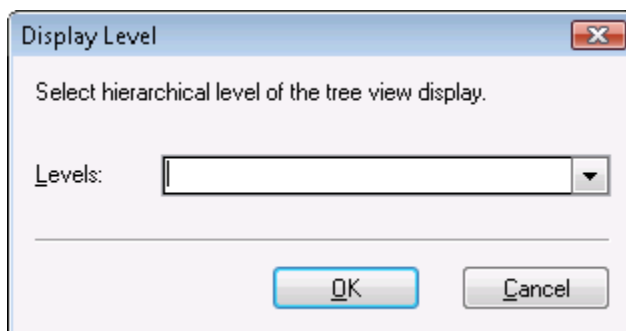 Display Level
Select hierarchical level of the tree view display.
Levels:
OK Cancel